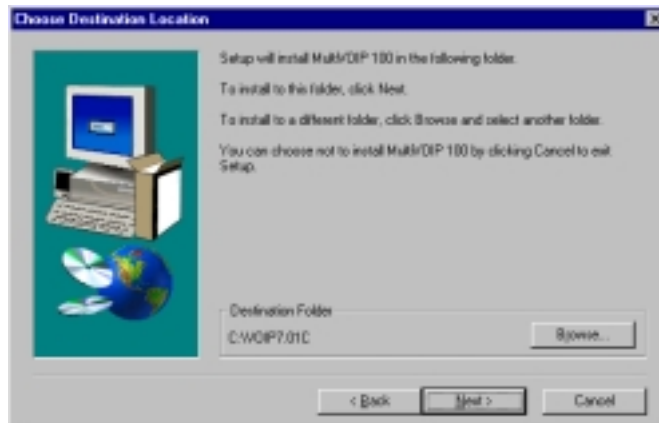 Choose Destination Location
Setup will install MultiVOIP 100 in the following folder.
To install to this folder, click Next.
To install to a different folder, click Browse and select another folder.
You can choose not to install MultiVOIP 100 by clicking Cancel to exit
Setup.
Destination Folder
C:\VOIP7.01C
Browse...
< Back
Next >
Cancel